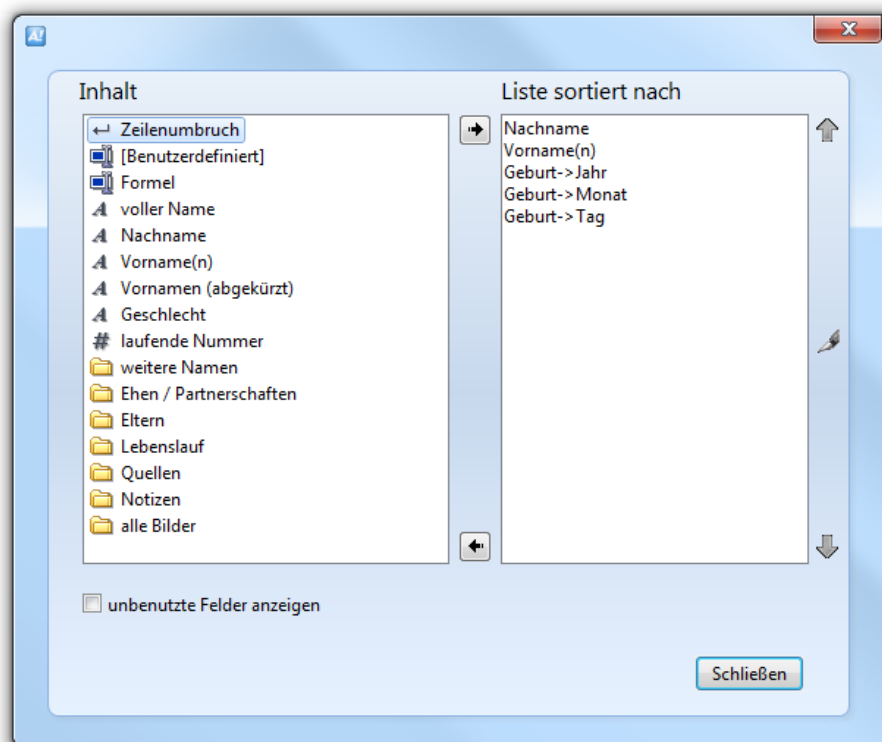 A!
Inhalt
Zeilenumbruch
[Benutzerdefiniert]
Formel
A voller Name
A Nachname
A Vorname(n)
A Vornamen (abgekürzt)
A Geschlecht
# laufende Nummer
weitere Namen
Ehen / Partnerschaften
Eltern
Lebenslauf
Quellen
Notizen
alle Bilder
unbenutzte Felder anzeigen
Liste sortiert nach
Nachname
Vorname(n)
Geburt->Jahr
Geburt->Monat
Geburt->Tag
Schließen